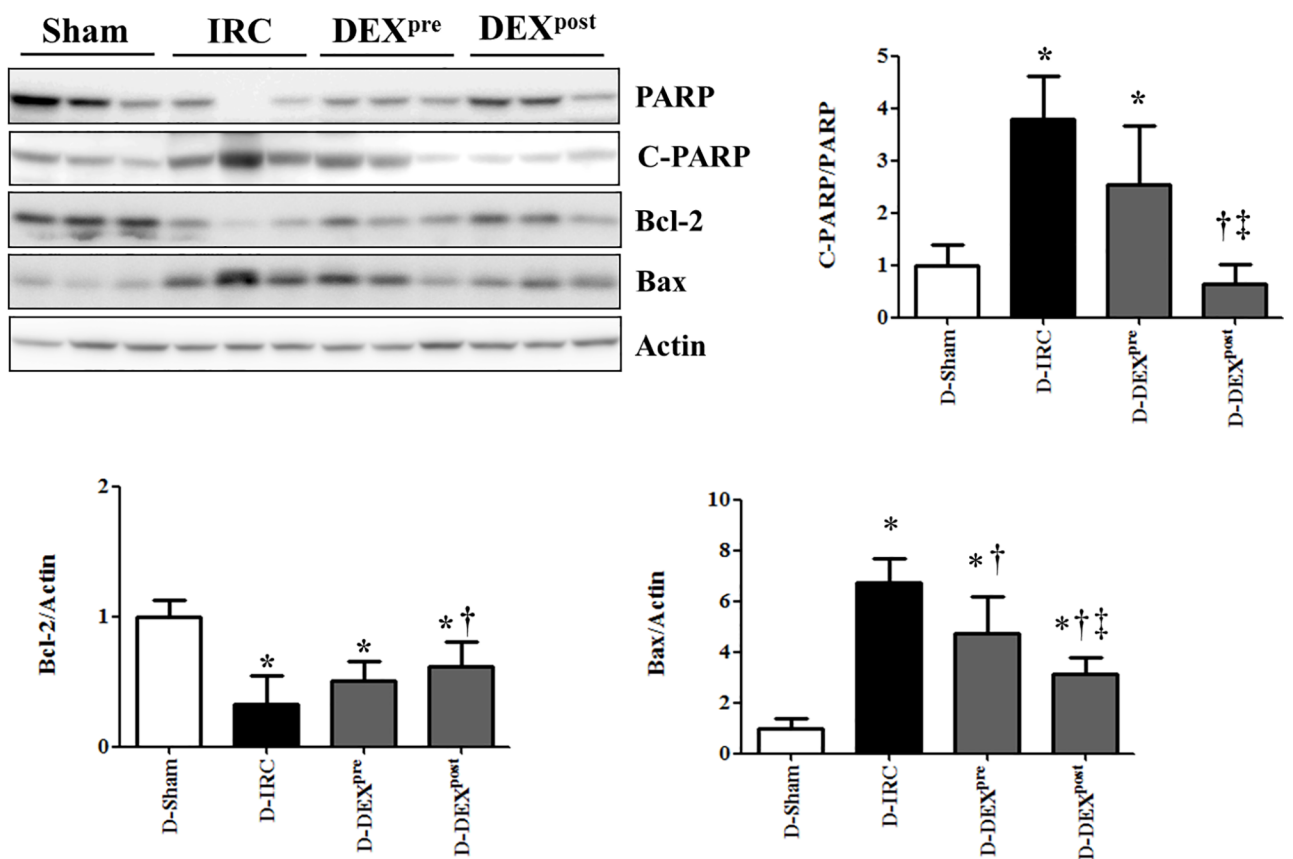 Sham IRC DEXpre DEXpost
PARP
C-PARP
Bcl-2
Bax
Actin
C-PARP/PARP
5
4
3
2
1
0
*
*
†‡
D-Sham
D-IRC
D-DEXpre
D-DEXpost
Bcl-2/Actin
2
1
0
*
*
*†
D-Sham
D-IRC
D-DEXpre
D-DEXpost
Bax/Actin
10
8
6
4
2
0
*
*†
*†‡
D-Sham
D-IRC
D-DEXpre
D-DEXpost